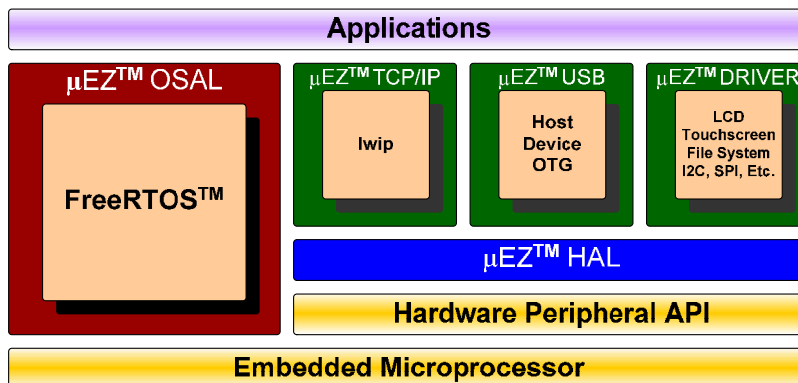 Applications
µEZ™ OSAL
FreeRTOS™
µEZ™ TCP/IP
lwip
µEZ™ USB
Host
Device
OTG
µEZ™ DRIVER
LCD
Touchscreen
File System
I2C, SPI, Etc.
µEZ™ HAL
Hardware Peripheral API
Embedded Microprocessor